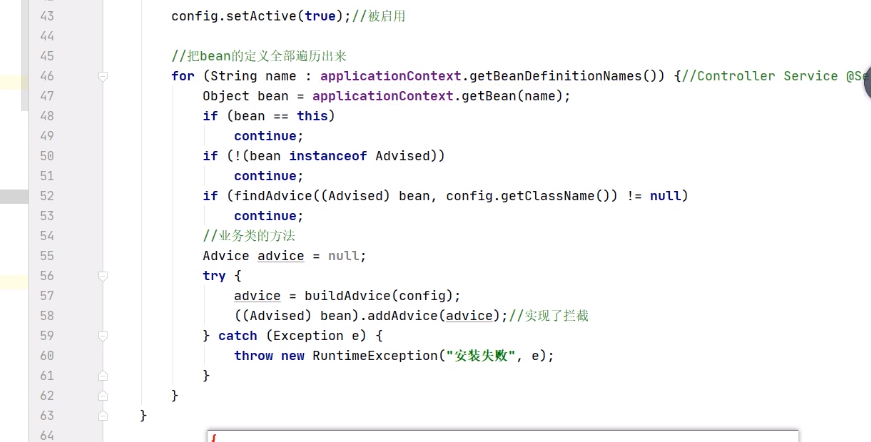 43 config.setActive(true);//被启用
44
45 //把bean的定义全部遍历出来
46 for (String name : applicationContext.getBeanDefinitionNames()) {//Controller Service @Se
47 Object bean = applicationContext.getBean(name);
48 if (bean == this)
49 continue;
50 if (!(bean instanceof Advised))
51 continue;
52 if (findAdvice((Advised) bean, config.getClassName()) != null)
53 continue;
54 //业务类的方法
55 Advice advice = null;
56 try {
57 advice = buildAdvice(config);
58 ((Advised) bean).addAdvice(advice);//实现了拦截
59 } catch (Exception e) {
60 throw new RuntimeException("安装失败", e);
61 }
62 }
63 }
64
{